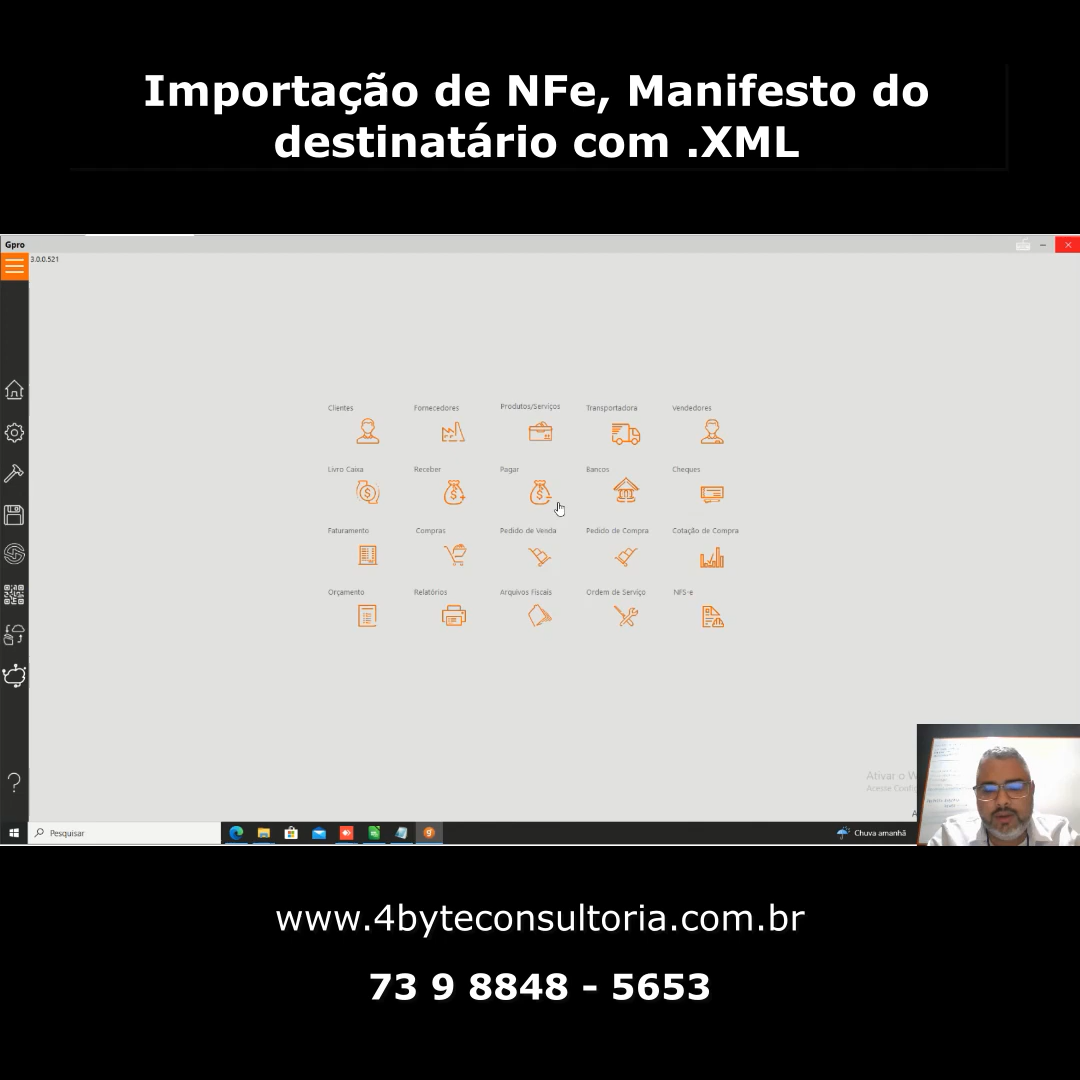 Importação de NFe, Manifesto do
destinatário com .XML
Gpro
3.0.0.521
Clientes
Fornecedores
Produtos/Serviços
Transportadora
Vendedores
Livro Caixa
Receber
Pagar
Bancos
Cheques
Faturamento
Compras
Pedido de Venda
Pedido de Compra
Cotação de Compra
Orçamento
Relatórios
Arquivos Fiscais
Ordem de Serviço
NFS-e
Ativar o W
Pesquisar
Chuva amanhã
www.4byteconsultoria.com.br
73 9 8848 - 5653